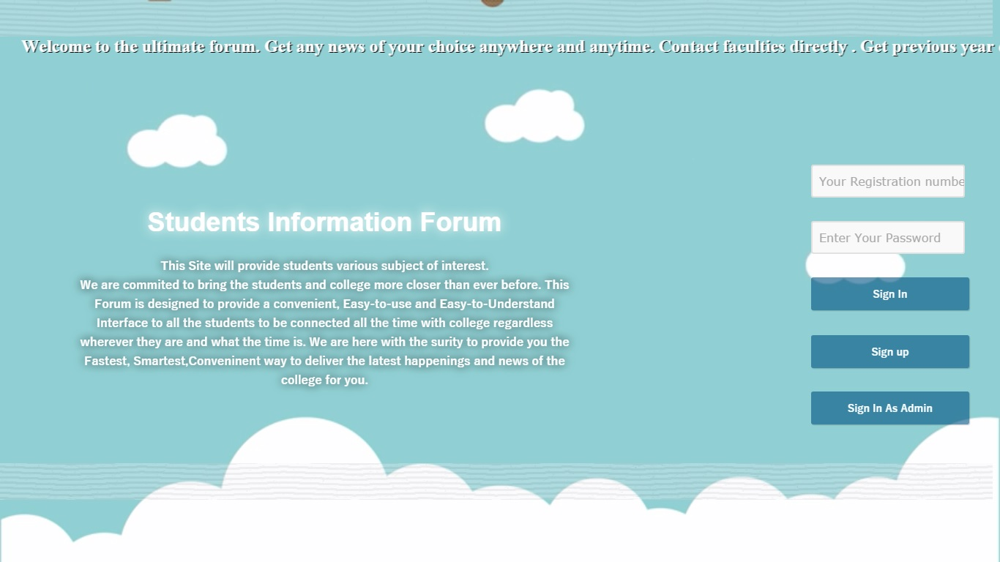 Welcome to the ultimate forum. Get any news of your choice anywhere and anytime. Contact faculties directly . Get previous year
Students Information Forum
This Site will provide students various subject of interest.
We are commited to bring the students and college more closer than ever before. This
Forum is designed to provide a convenient, Easy-to-use and Easy-to-Understand
Interface to all the students to be connected all the time with college regardless
wherever they are and what the time is. We are here with the surity to provide you the
Fastest, Smartest,Conveninent way to deliver the latest happenings and news of the
college for you.
Your Registration numbe
Enter Your Password
Sign In
Sign up
Sign In As Admin